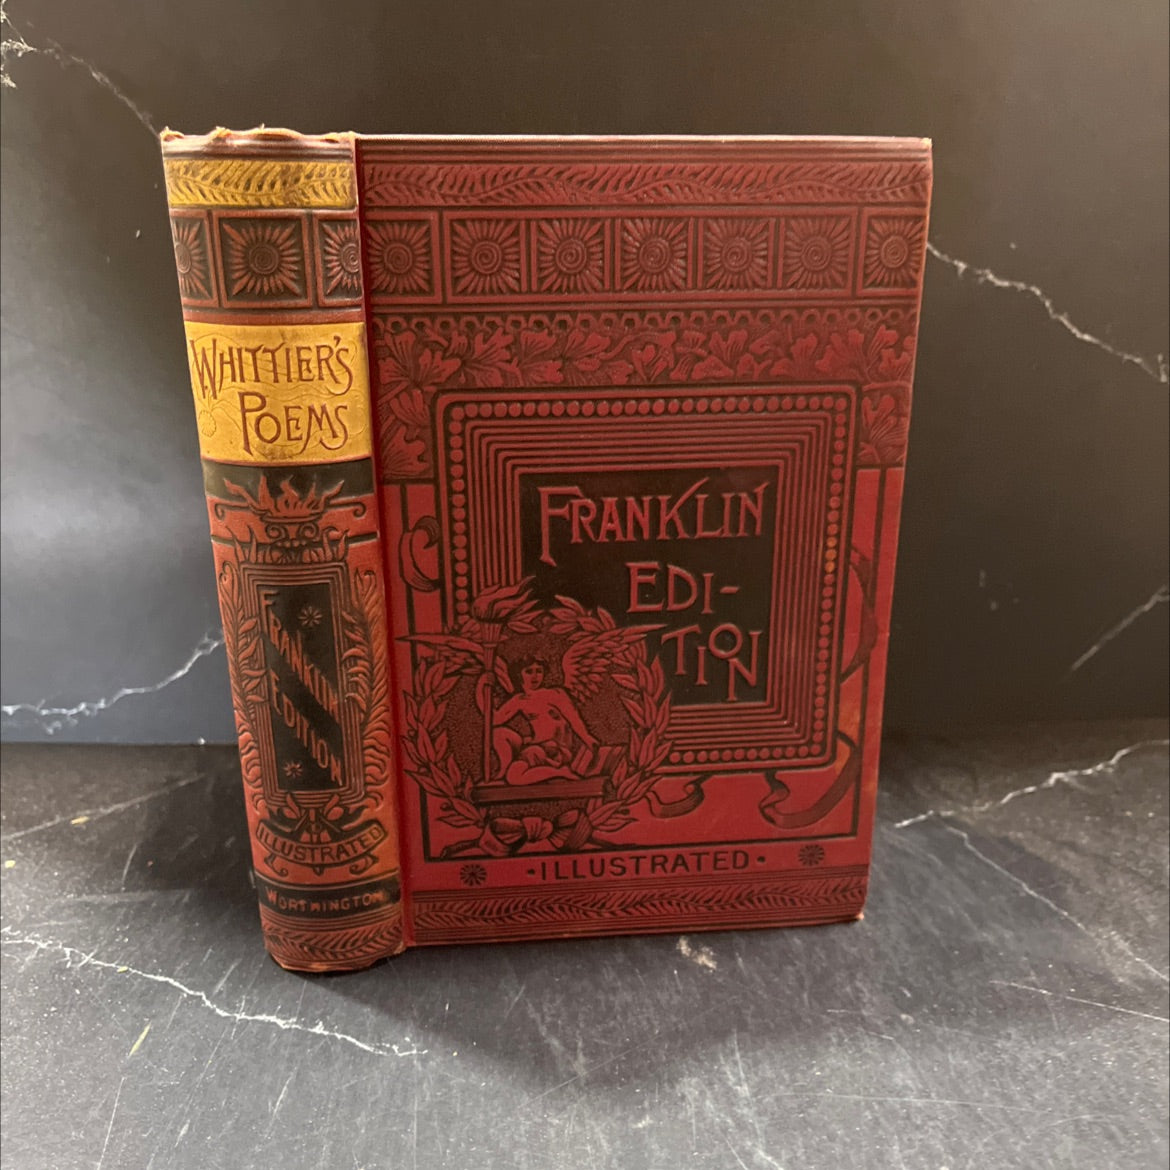 WHITTIER'S
POEMS
FRANKLIN
EDITION
ILLUSTRATED
WORTHINGTON
FRANKLIN
EDI-
TION
·ILLUSTRATED·